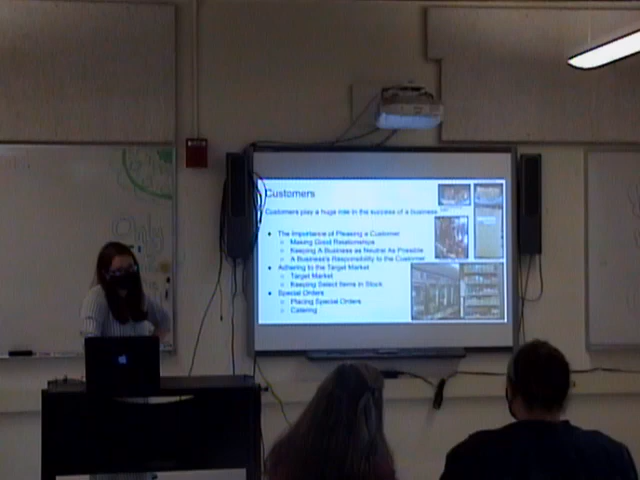 Customers
Customers play a huge role in the success of a business
The Importance of Pleasing a Customer
Making Good Relationships
Keeping A Business as Neutral As Possible
A Business's Responsibility to the Customer
Adhering to the Target Market
Target Market
Keeping Select Items in Stock
Special Orders
Placing Special Orders
Catering
Only